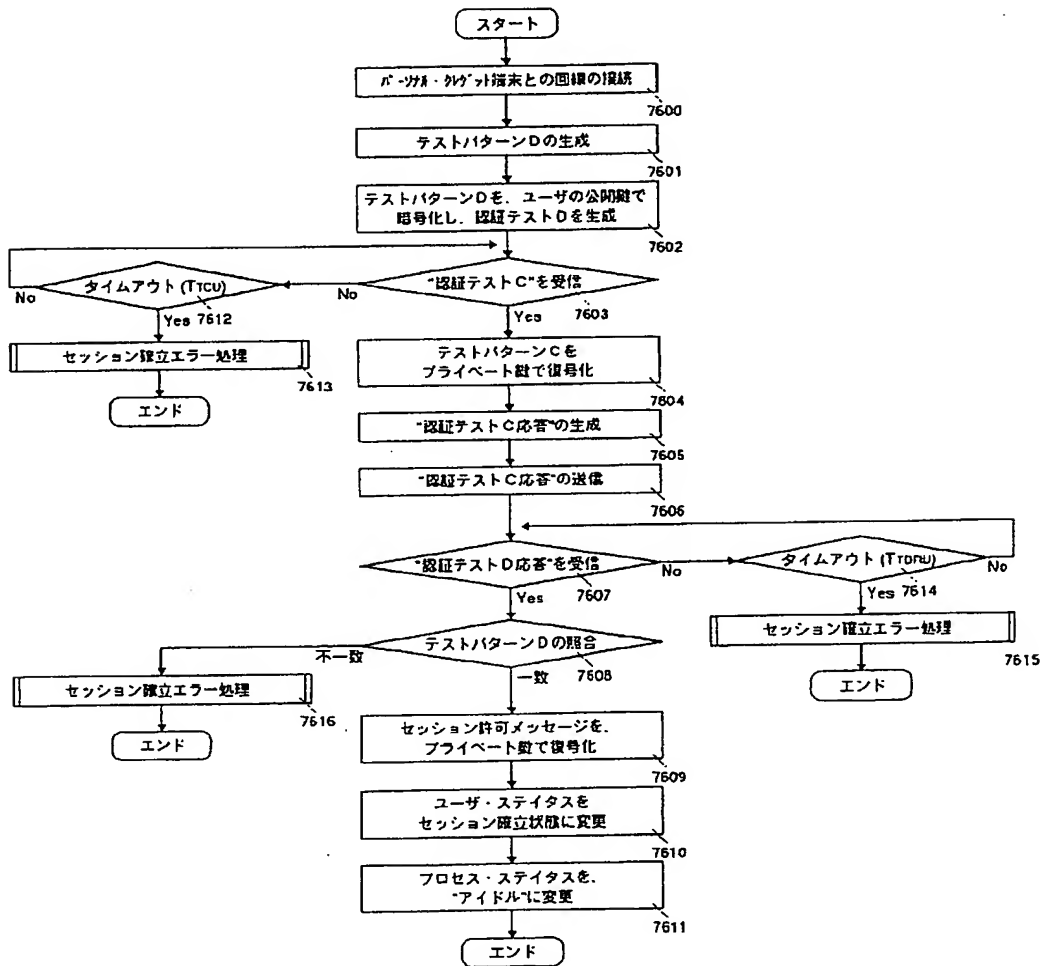 スタート
パーソナル・クレジット端末との回線の接続
7600
テストパターンDの生成
7601
テストパターンDを、ユーザの公開鍵で
暗号化し、認証テストDを生成
7602
"認証テストC"を受信
7603
No
Yes
タイムアウト (TTCU)
7612
No
Yes
セッション確立エラー処理
7613
エンド
テストパターンCを
プライベート鍵で復号化
7604
"認証テストC応答"の生成
7605
"認証テストC応答"の送信
7606
"認証テストD応答"を受信
7607
No
Yes
タイムアウト (TTDRU)
7614
No
Yes
セッション確立エラー処理
7615
エンド
テストパターンDの照合
7608
不一致
一致
セッション確立エラー処理
7616
エンド
セッション許可メッセージを、
プライベート鍵で復号化
7609
ユーザ・ステイタスを
セッション確立状態に変更
7610
プロセス・ステイタスを、
"アイドル"に変更
7611
エンド